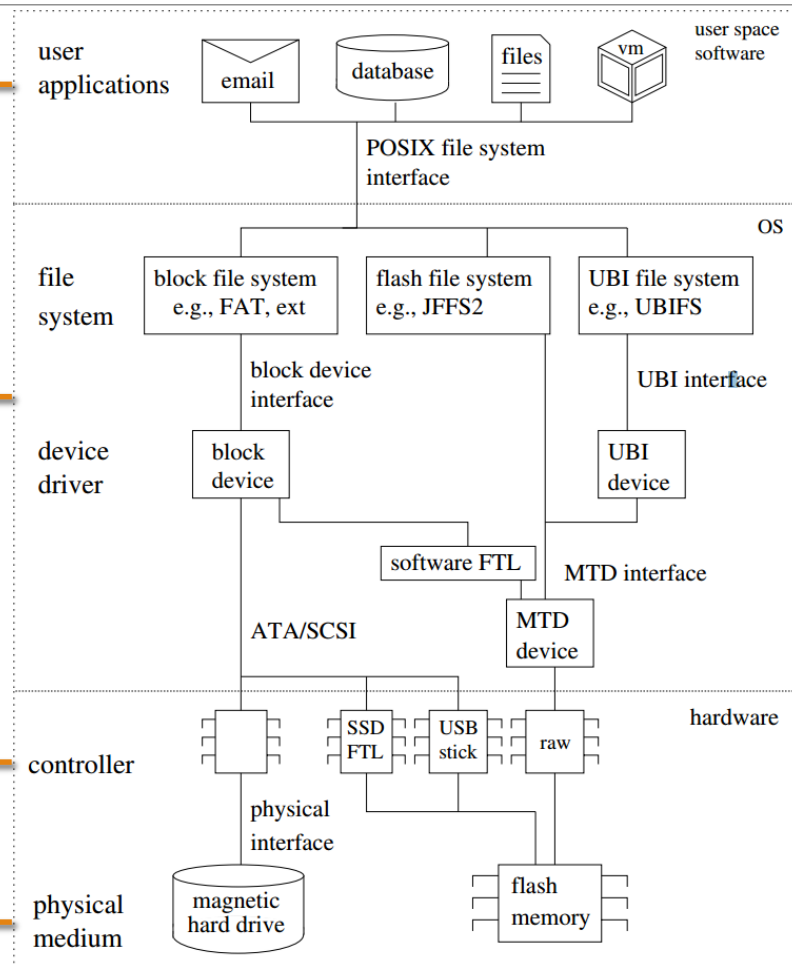 user
applications
email
database
files
vm
user space
software
POSIX file system
interface
OS
file
system
block file system
e.g., FAT, ext
flash file system
e.g., JFFS2
UBI file system
e.g., UBIFS
block device
interface
UBI interface
device
driver
block
device
UBI
device
software FTL
MTD interface
ATA/SCSI
MTD
device
hardware
controller
SSD
FTL
USB
stick
raw
physical
interface
physical
medium
magnetic
hard drive
flash
memory